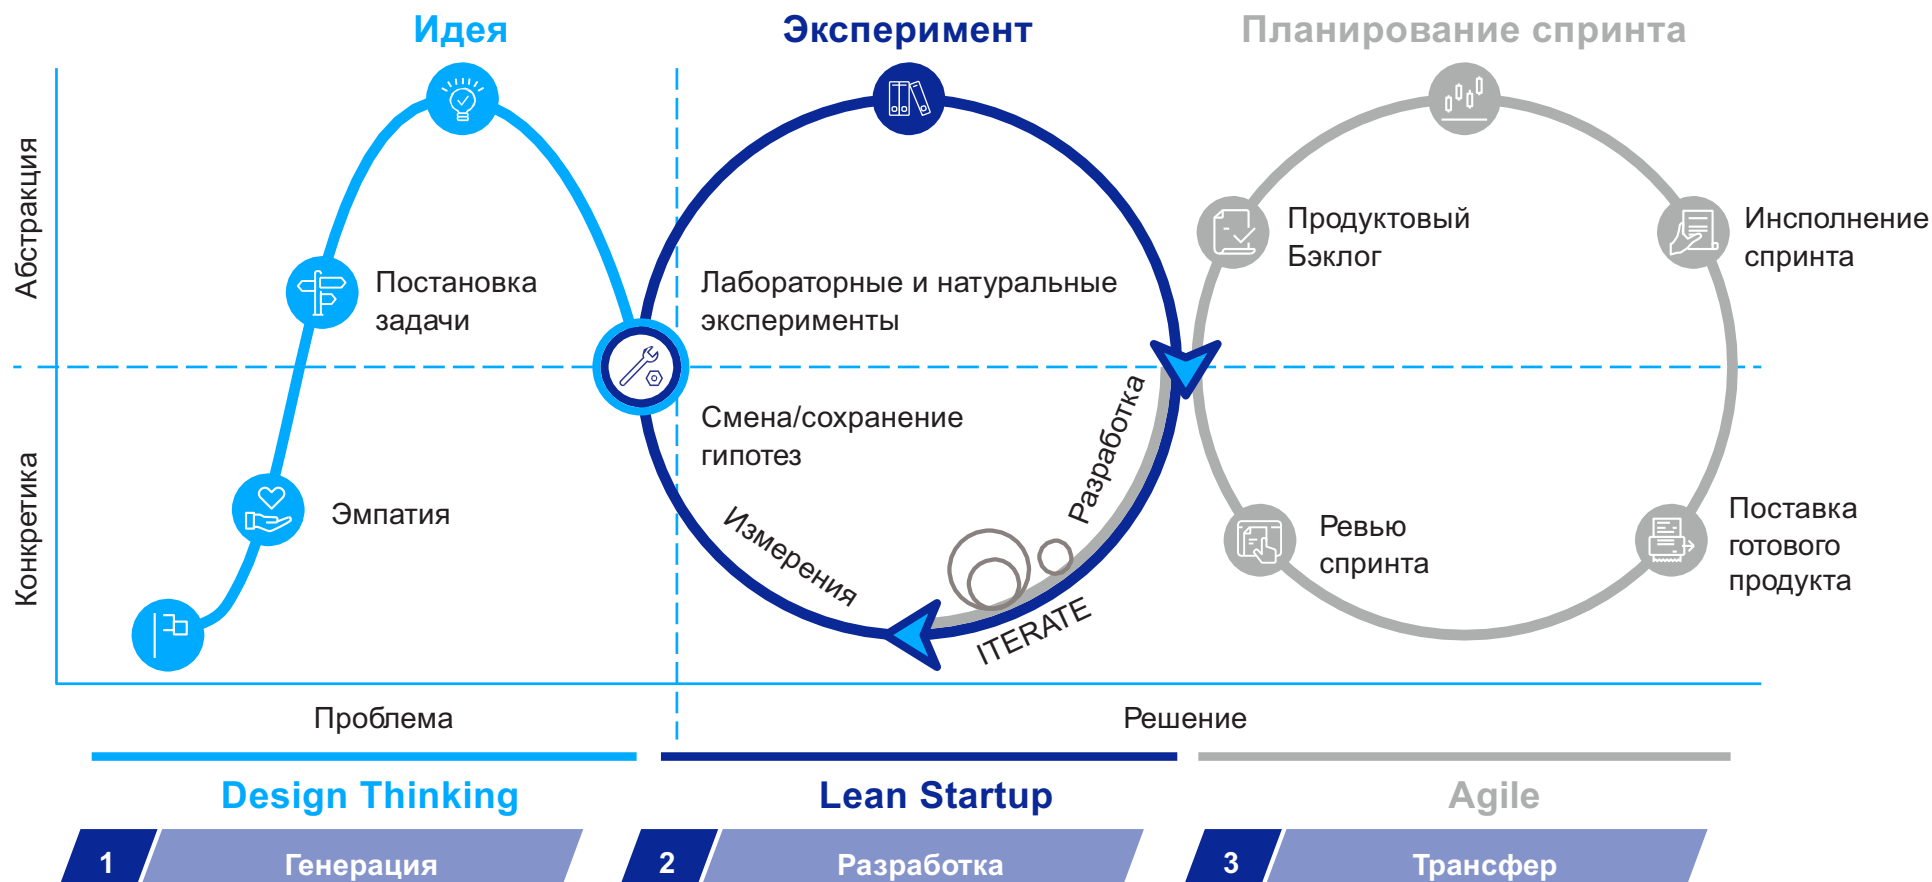 Идея
Эксперимент
Планирование спринта
Абстракция
Конкретика
Постановка
задачи
Эмпатия
Лабораторные и натуральные
эксперименты
Смена/сохранение
гипотез
Измерения
Разработка
ITERATE
Продуктовый
Бэклог
Инсполнение
спринта
Ревью
спринта
Поставка
готового
продукта
Проблема
Решение
Design Thinking
Lean Startup
Agile
1 Генерация
2 Разработка
3 Трансфер